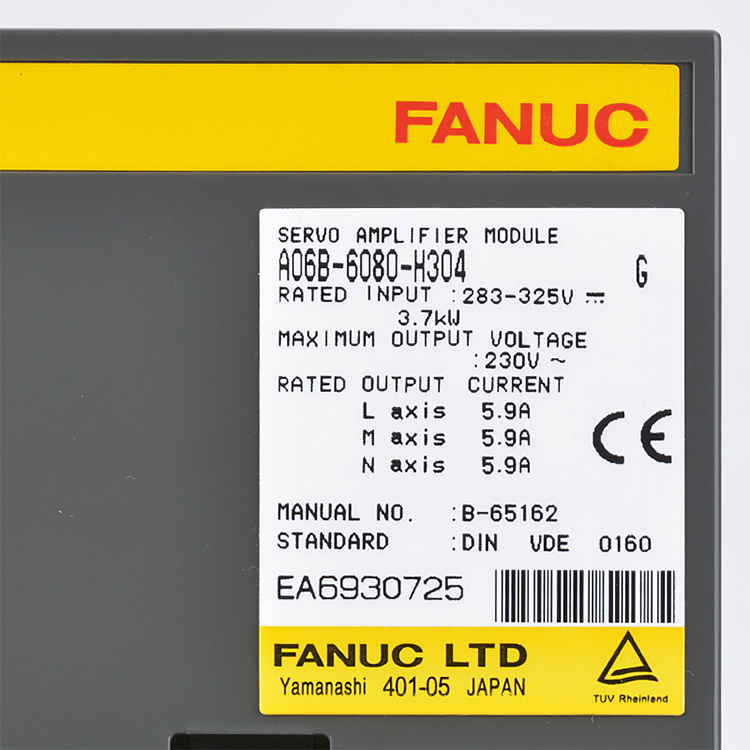 FANUC
SERVO AMPLIFIER MODULE
A06B-6080-H304 G
RATED INPUT :283-325V ⎓
3.7kW
MAXIMUM OUTPUT VOLTAGE
:230V ~
RATED OUTPUT CURRENT
L axis 5.9A
M axis 5.9A
N axis 5.9A
CE
MANUAL NO. :B-65162
STANDARD :DIN VDE 0160
EA6930725
FANUC LTD
Yamanashi 401-05 JAPAN
TUV Rheinland